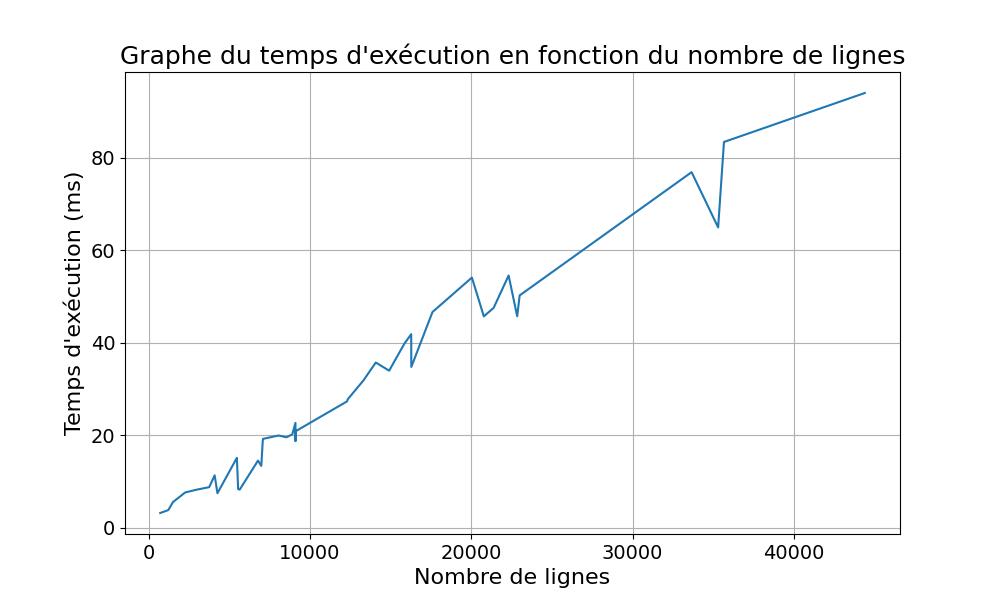 Graphe du temps d'exécution en fonction du nombre de lignes
Temps d'exécution (ms)
80
60
40
20
0
0 10000 20000 30000 40000
Nombre de lignes